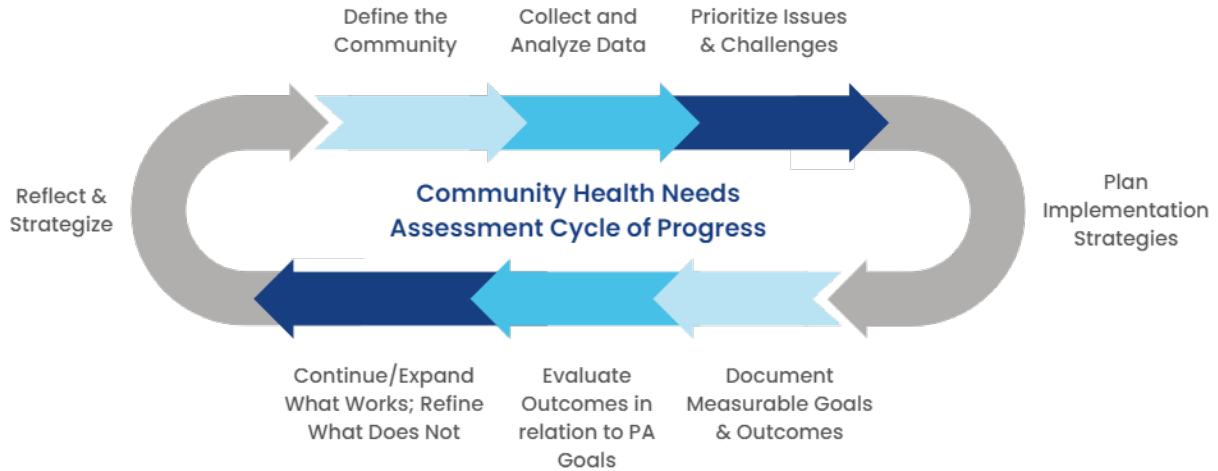 Define the
Community
Collect and
Analyze Data
Prioritize Issues
& Challenges
Reflect &
Strategize
Community Health Needs
Assessment Cycle of Progress
Plan
Implementation
Strategies
Continue/Expand
What Works; Refine
What Does Not
Evaluate
Outcomes in
relation to PA
Goals
Document
Measurable Goals
& Outcomes